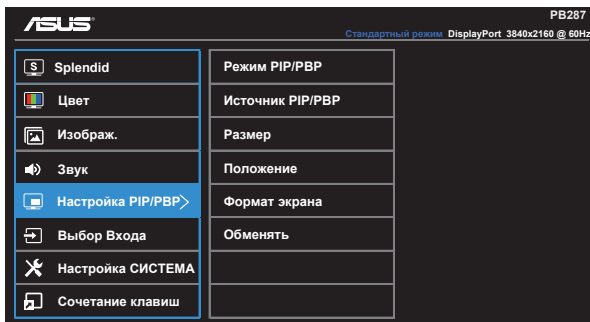 ASUS
PB287
Стандартный режим DisplayPort 3840x2160 @ 60Hz
S Splendid
Режим PIP/PBP
Цвет
Источник PIP/PBP
Изображ.
Размер
Звук
Положение
Настройка PIP/PBP
Формат экрана
Выбор Входа
Обменять
Настройка СИСТЕМА
Сочетание клавиш